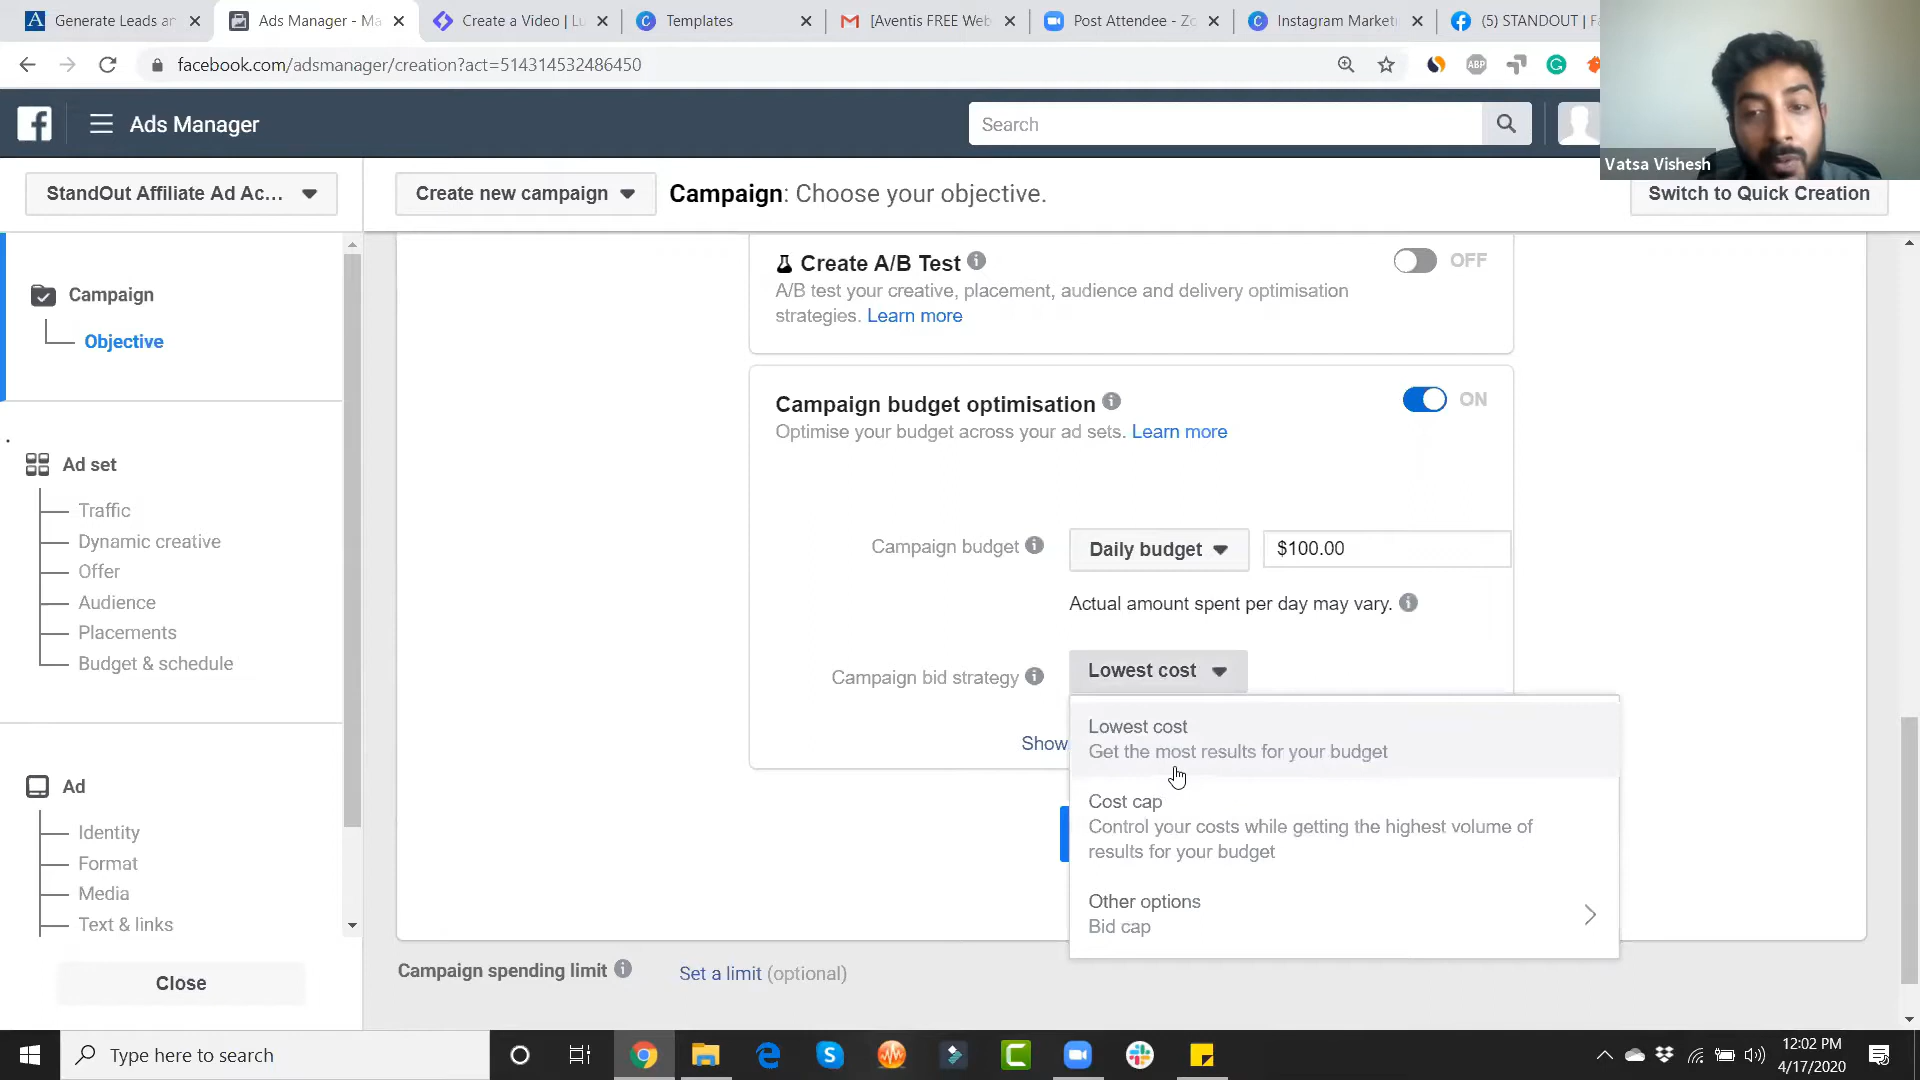 Generate Leads an
Ads Manager - Ma
Create a Video | Lu
Templates
[Aventis FREE Web
Post Attendee - Zo
Instagram Market
(5) STANDOUT | Fa
facebook.com/adsmanager/creation?act=514314532486450
ABP
Ads Manager
Search
Vatsa Vishesh
StandOut Affiliate Ad Ac...
Create new campaign
Campaign: Choose your objective.
Switch to Quick Creation
Campaign
Objective
Ad set
Traffic
Dynamic creative
Offer
Audience
Placements
Budget & schedule
Ad
Identity
Format
Media
Text & links
Close
Create A/B Test
OFF
A/B test your creative, placement, audience and delivery optimisation
strategies. Learn more
Campaign budget optimisation
ON
Optimise your budget across your ad sets. Learn more
Campaign budget
Daily budget
$100.00
Actual amount spent per day may vary.
Campaign bid strategy
Lowest cost
Show
Lowest cost
Get the most results for your budget
Cost cap
Control your costs while getting the highest volume of
results for your budget
Other options
Bid cap
Campaign spending limit
Set a limit (optional)
Type here to search
12:02 PM
4/17/2020